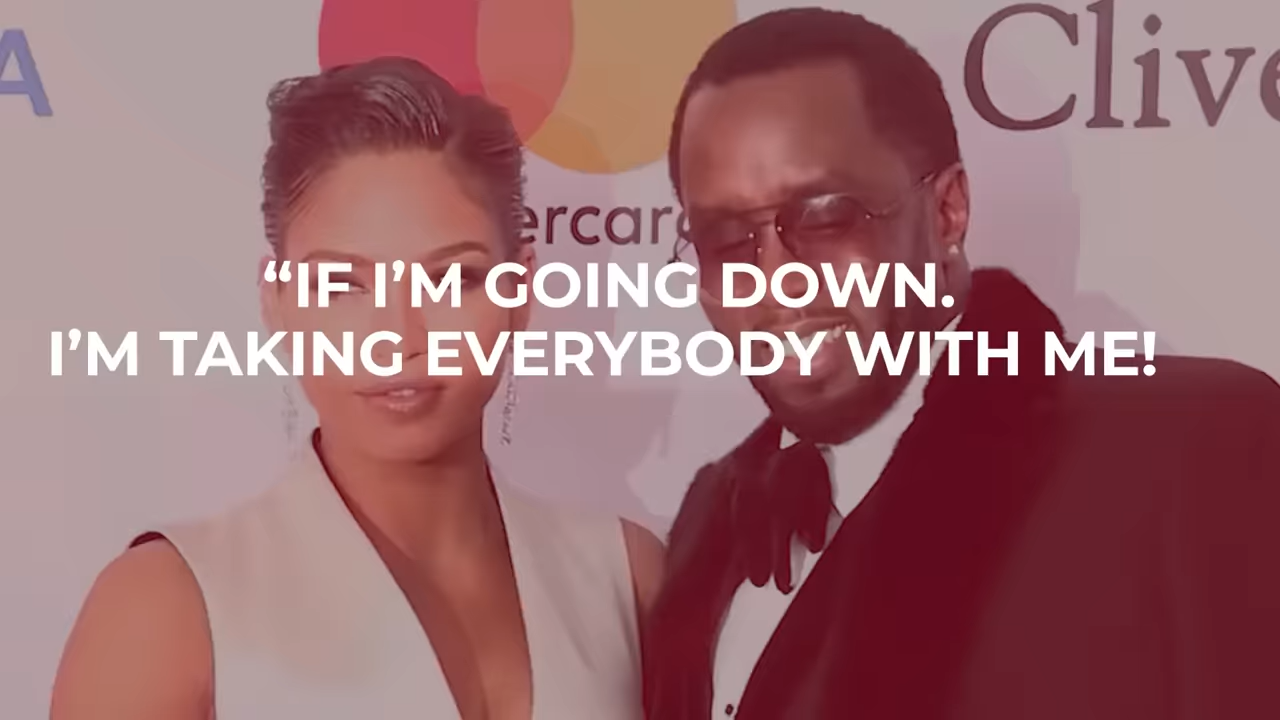 A
Clive
ercard
“IF I’M GOING DOWN.
I’M TAKING EVERYBODY WITH ME!